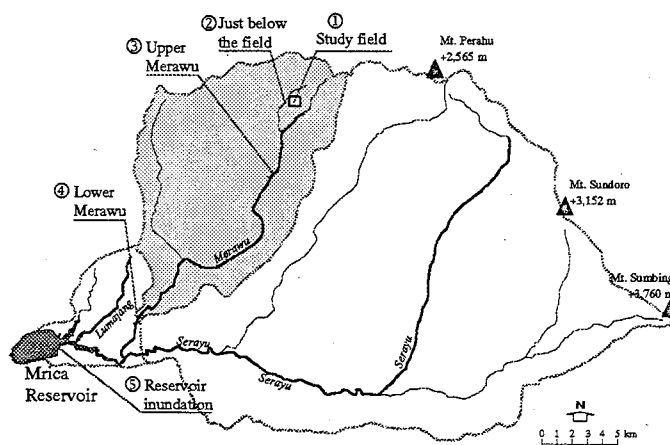 ② Just below
the field
①
Study field
③ Upper
Merawu
Mt. Perahu
+2,565 m
Mt. Sundoro
+3,152 m
④ Lower
Merawu
Merawu
Mt. Sumbing
+3,760 m
Lumajang
Serayu
Serayu
Serayu
Mrica
Reservoir
⑤ Reservoir
inundation
N
0 1 2 3 4 5 km